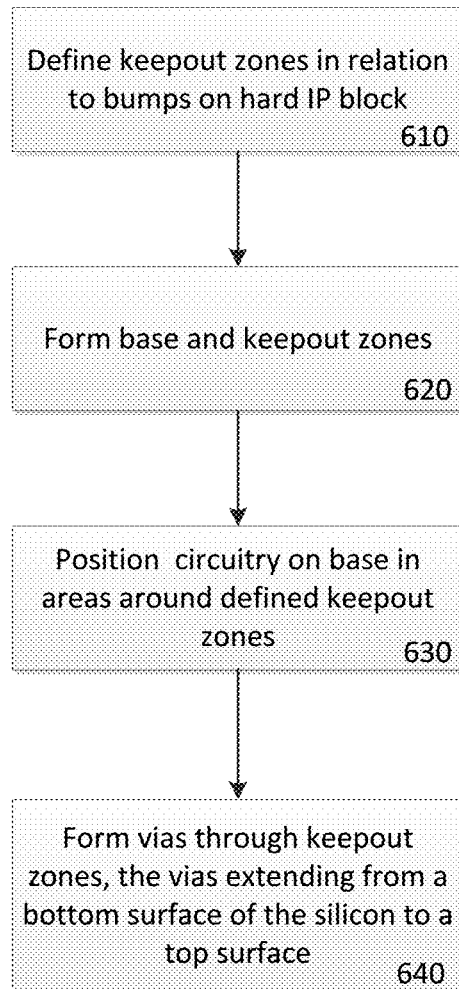 Define keepout zones in relation
to bumps on hard IP block
610
Form base and keepout zones
620
Position circuitry on base in
areas around defined keepout
zones
630
Form vias through keepout
zones, the vias extending from a
bottom surface of the silicon to a
top surface
640